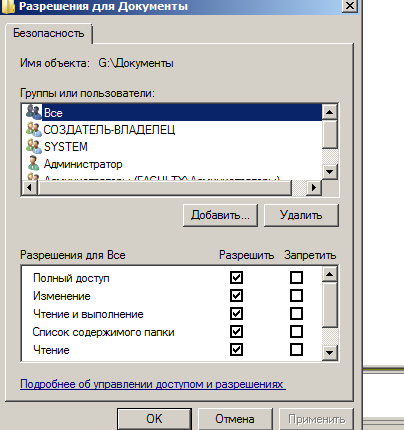 Разрешения для Документы
Безопасность
Имя объекта: G:\Документы
Группы или пользователи:
Все
СОЗДАТЕЛЬ-ВЛАДЕЛЕЦ
SYSTEM
Администратор
Администраторы (FACULTY\Администраторы)
Добавить... Удалить
Разрешения для Все Разрешить Запретить
Полный доступ
Изменение
Чтение и выполнение
Список содержимого папки
Чтение
Подробнее об управлении доступом и разрешениях
OK Отмена Применить